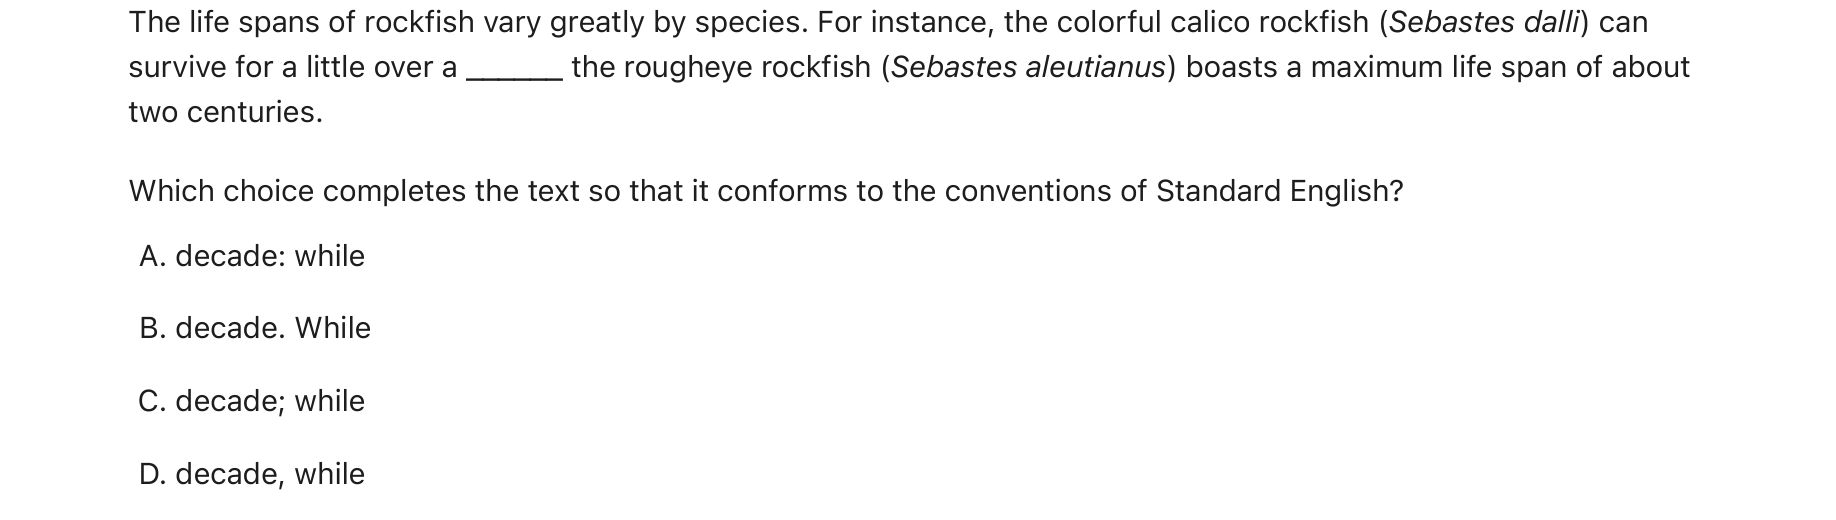 The life spans of rockfish vary greatly by species. For instance, the colorful calico rockfish (Sebastes dalli) can
survive for a little over a ______ the rougheye rockfish (Sebastes aleutianus) boasts a maximum life span of about
two centuries.
Which choice completes the text so that it conforms to the conventions of Standard English?
A. decade: while
B. decade. While
C. decade; while
D. decade, while